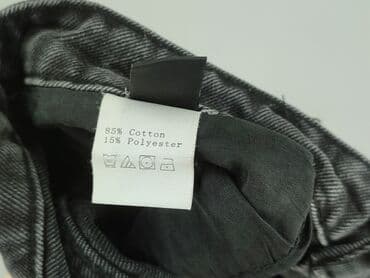 85% Cotton
15% Polyester